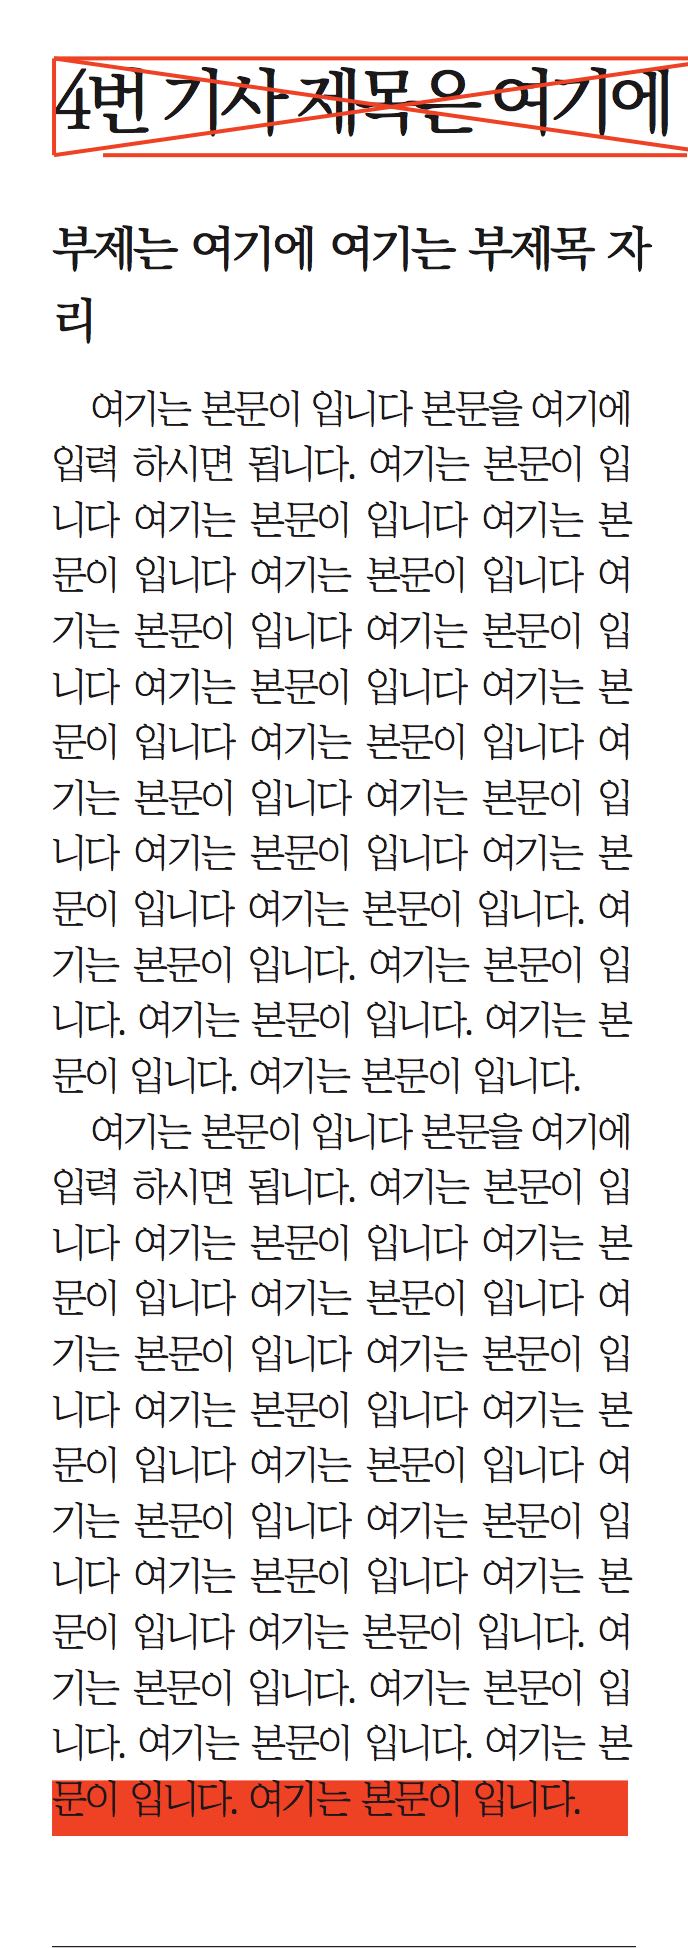 4번 기사 제목은 여기에
부제는 여기에 여기는 부제목 자
리
여기는 본문이 입니다 본문을 여기에
입력 하시면 됩니다. 여기는 본문이 입
니다 여기는 본문이 입니다 여기는 본
문이 입니다 여기는 본문이 입니다 여
기는 본문이 입니다 여기는 본문이 입
니다 여기는 본문이 입니다 여기는 본
문이 입니다 여기는 본문이 입니다 여
기는 본문이 입니다 여기는 본문이 입
니다 여기는 본문이 입니다 여기는 본
문이 입니다 여기는 본문이 입니다. 여
기는 본문이 입니다. 여기는 본문이 입
니다. 여기는 본문이 입니다. 여기는 본
문이 입니다. 여기는 본문이 입니다.
여기는 본문이 입니다 본문을 여기에
입력 하시면 됩니다. 여기는 본문이 입
니다 여기는 본문이 입니다 여기는 본
문이 입니다 여기는 본문이 입니다 여
기는 본문이 입니다 여기는 본문이 입
니다 여기는 본문이 입니다 여기는 본
문이 입니다 여기는 본문이 입니다 여
기는 본문이 입니다 여기는 본문이 입
니다 여기는 본문이 입니다 여기는 본
문이 입니다 여기는 본문이 입니다. 여
기는 본문이 입니다. 여기는 본문이 입
니다. 여기는 본문이 입니다. 여기는 본
문이 입니다. 여기는 본문이 입니다.